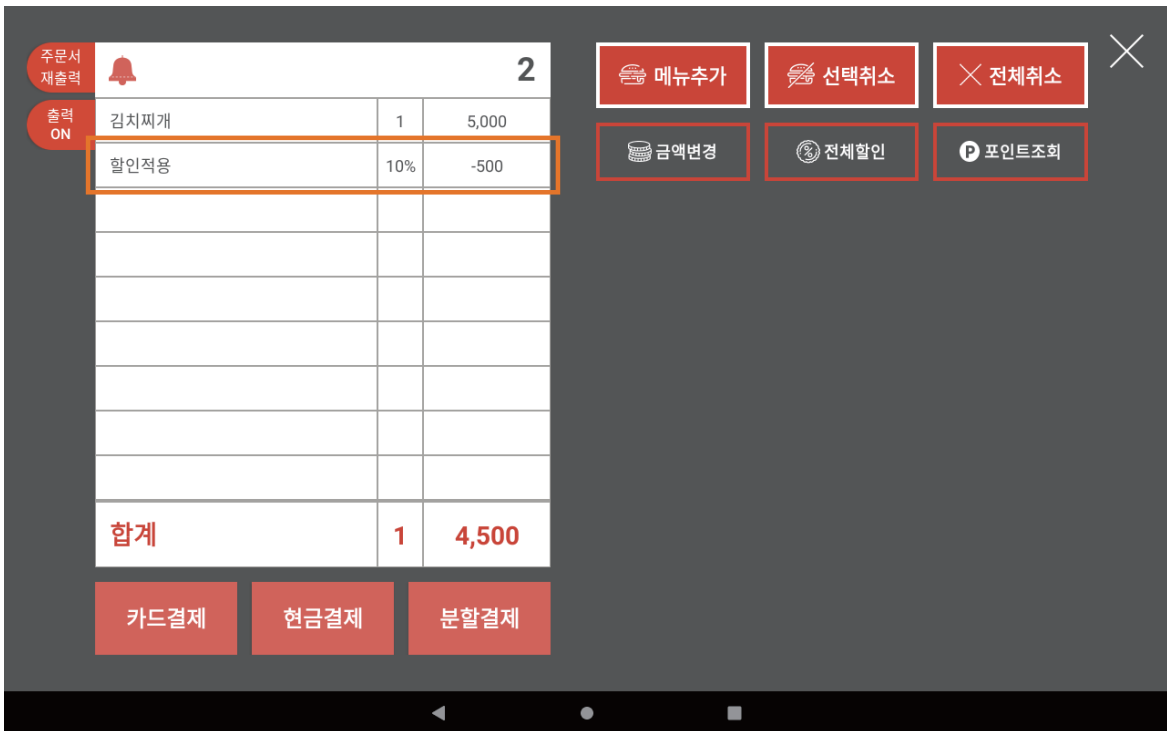 주문서
재출력
2
메뉴추가
선택취소
전체취소
출력
ON
김치찌개 1 5,000
할인적용 10% -500
금액변경
전체할인
P 포인트조회
합계 1 4,500
카드결제
현금결제
분할결제